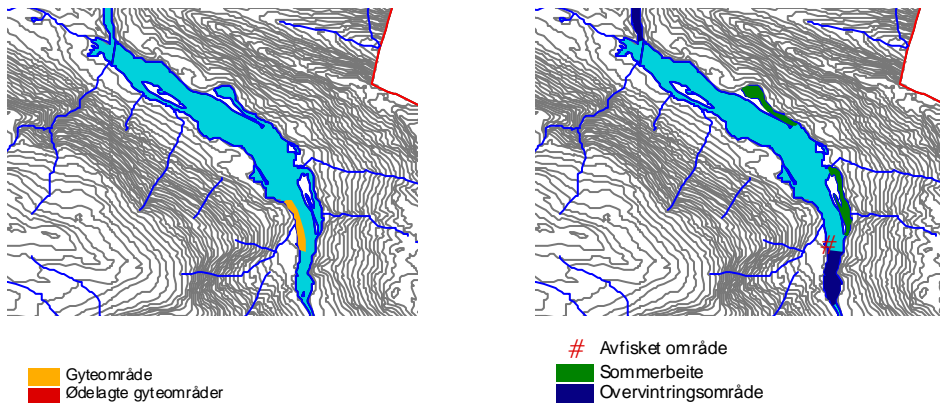 Gyteområde
Ødelagte gyteområder
# Avfisket område
Sommerbeite
Overvintringsområde